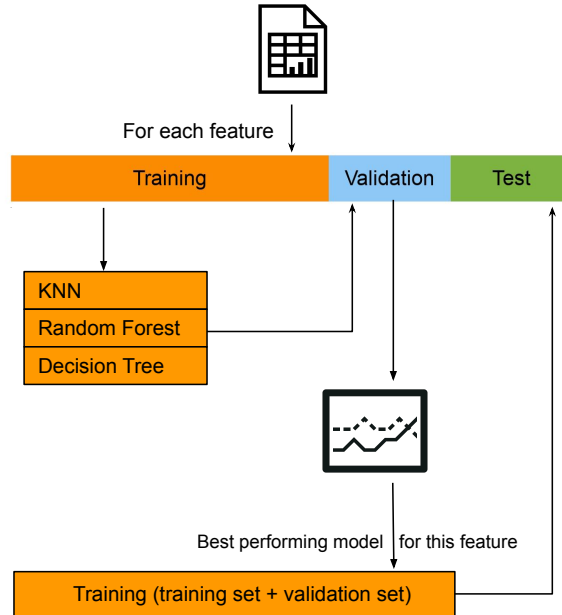 For each feature
Training Validation Test
KNN
Random Forest
Decision Tree
Best performing model for this feature
Training (training set + validation set)